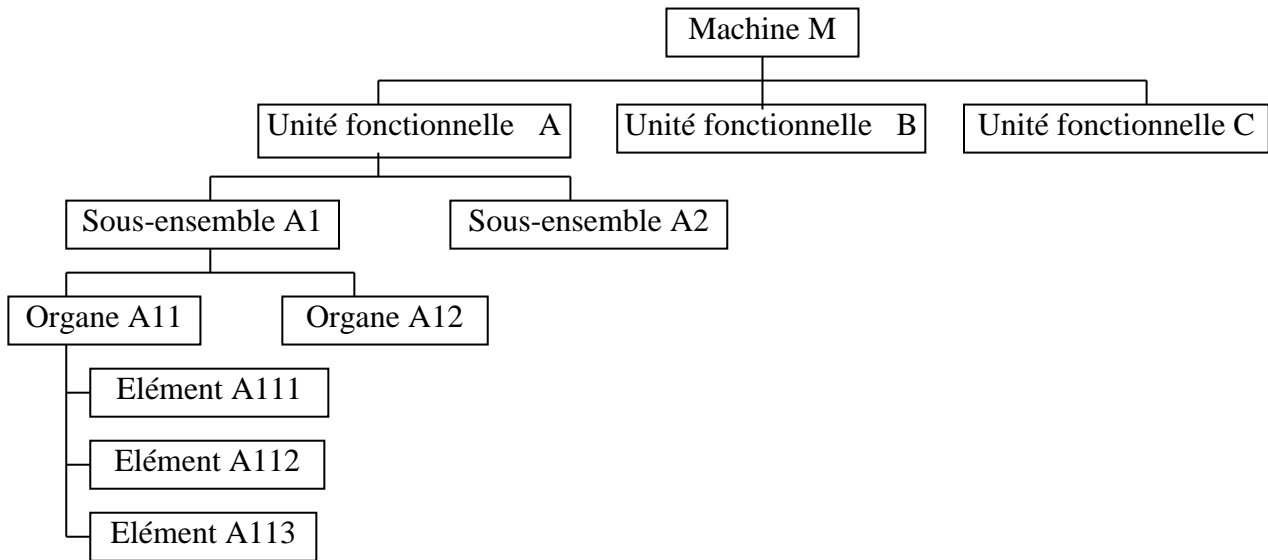 Machine M
Unité fonctionnelle A
Unité fonctionnelle B
Unité fonctionnelle C
Sous-ensemble A1
Sous-ensemble A2
Organe A11
Organe A12
Elément A111
Elément A112
Elément A113